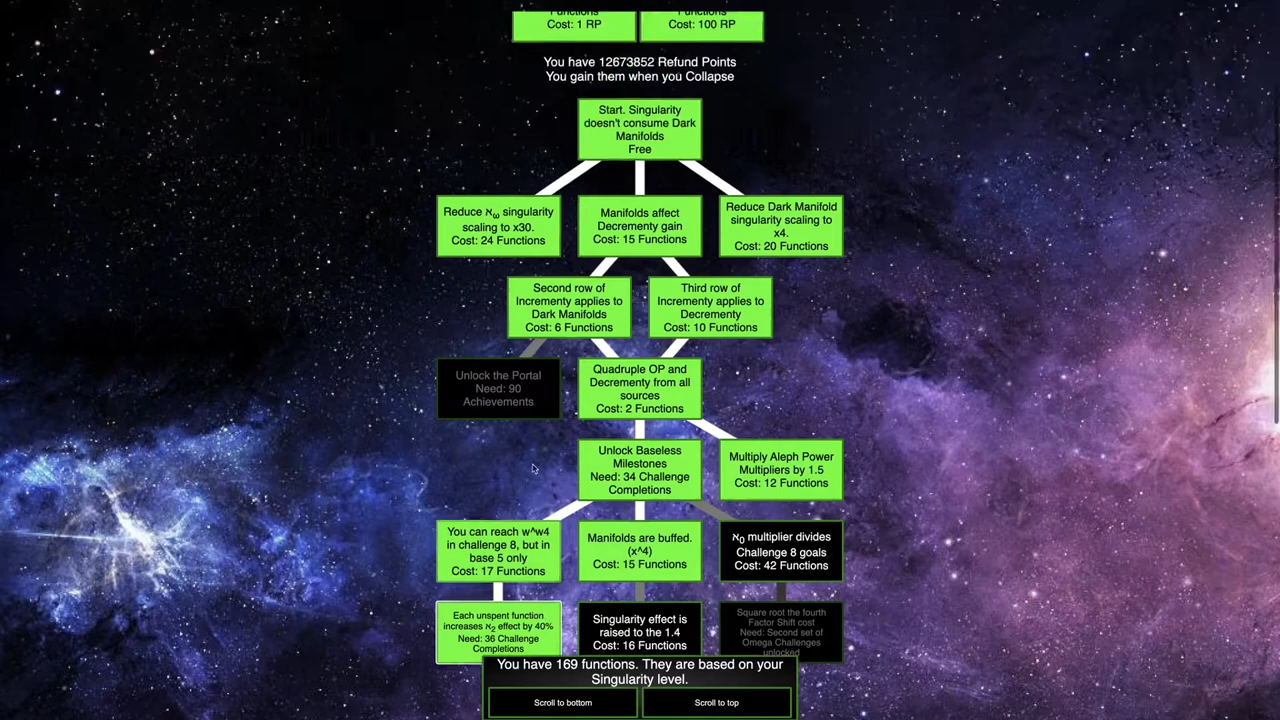 Functions
Cost: 1 RP
Functions
Cost: 100 RP
You have 12673852 Refund Points
You gain them when you Collapse
Start. Singularity
doesn't consume Dark
Manifolds
Free
Reduce ℵω singularity
scaling to x30.
Cost: 24 Functions
Manifolds affect
Decrementy gain
Cost: 15 Functions
Reduce Dark Manifold
singularity scaling to
x4.
Cost: 20 Functions
Second row of
Incrementy applies to
Dark Manifolds
Cost: 6 Functions
Third row of
Incrementy applies to
Decrementy
Cost: 10 Functions
Unlock the Portal
Need: 90
Achievements
Quadruple OP and
Decrementy from all
sources
Cost: 2 Functions
Unlock Baseless
Milestones
Need: 34 Challenge
Completions
Multiply Aleph Power
Multipliers by 1.5
Cost: 12 Functions
You can reach w^w4
in challenge 8, but in
base 5 only
Cost: 17 Functions
Manifolds are buffed.
(x^4)
Cost: 15 Functions
ℵ0 multiplier divides
Challenge 8 goals
Cost: 42 Functions
Each unspent function
increases ℵ2 effect by 40%
Need: 36 Challenge
Completions
Singularity effect is
raised to the 1.4
Cost: 16 Functions
Square root the fourth
Factor Shift cost
Need: Second set of
Omega Challenges
unlocked
You have 169 functions. They are based on your
Singularity level.
Scroll to bottom
Scroll to top